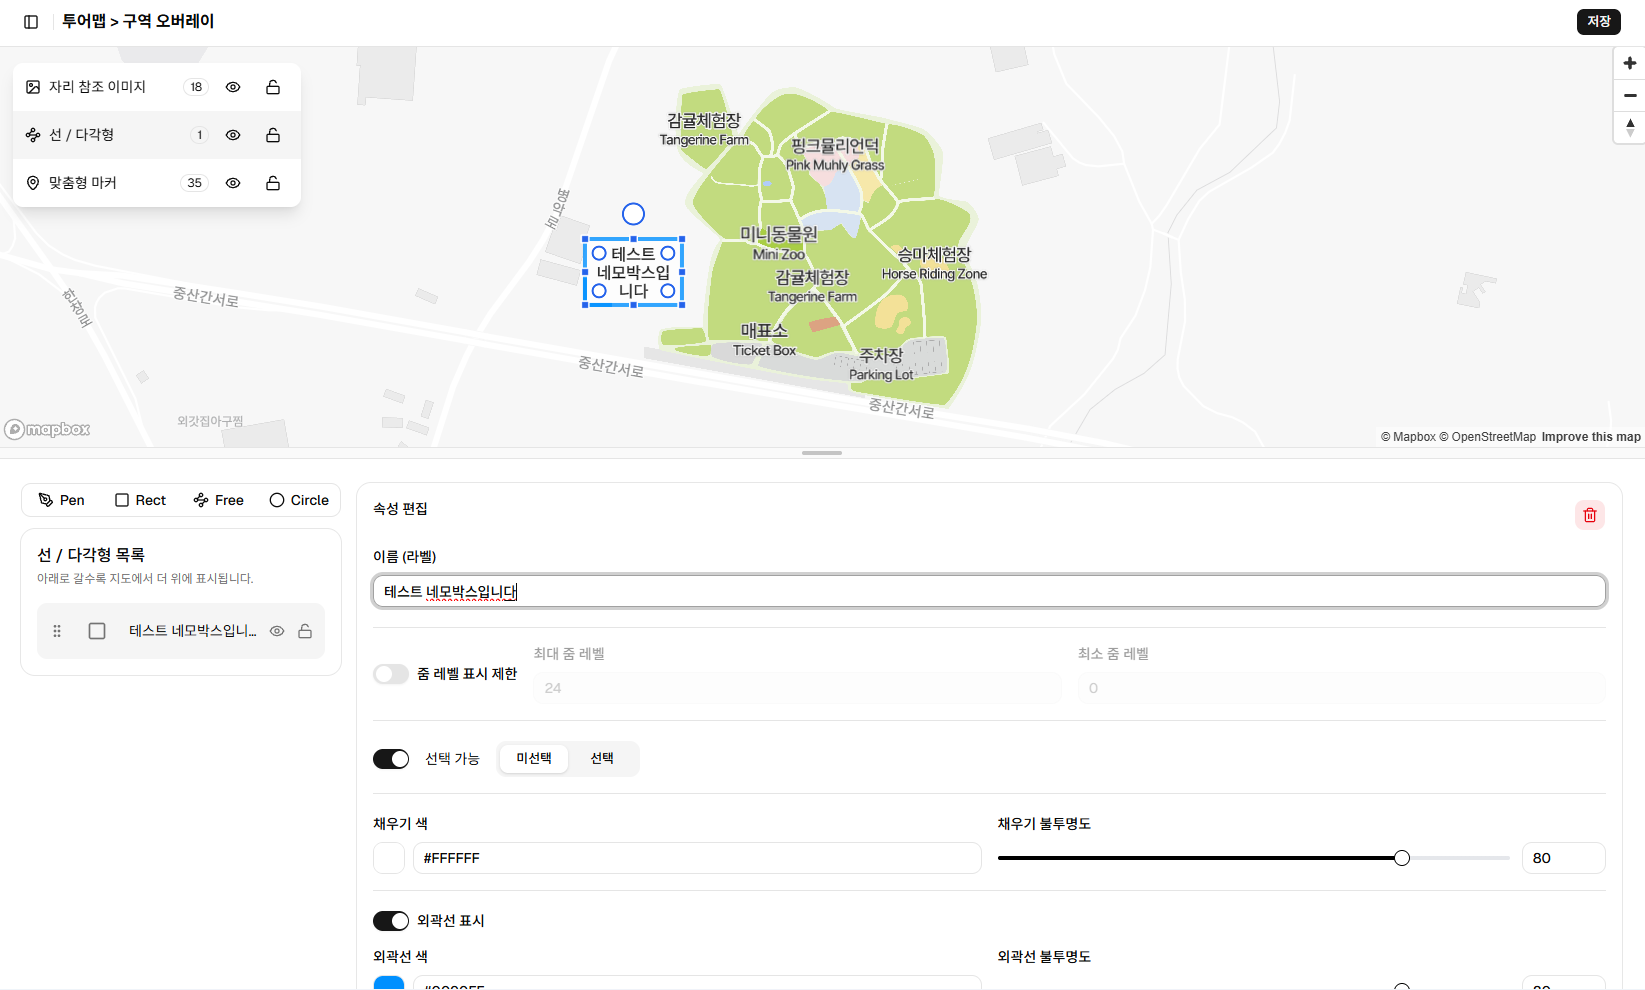 투어맵 > 구역 오버레이
저장
자리 참조 이미지 18
선 / 다각형 1
맞춤형 마커 35
감귤체험장
Tangerine Farm
핑크뮬리언덕
Pink Muhly Grass
병악로
미니동물원
Mini Zoo
승마체험장
Horse Riding Zone
감귤체험장
Tangerine Farm
테스트
네모박스입
니다
중산간서로
한창로
매표소
Ticket Box
중산간서로
주차장
Parking Lot
중산간서로
외갓집아구찜
mapbox
© Mapbox © OpenStreetMap Improve this map
Pen Rect Free Circle
선 / 다각형 목록
아래로 갈수록 지도에서 더 위에 표시됩니다.
테스트 네모박스입니...
속성 편집
이름 (라벨)
테스트 네모박스입니다
줌 레벨 표시 제한
최대 줌 레벨
24
최소 줌 레벨
0
선택 가능 미선택 선택
채우기 색
#FFFFFF
채우기 불투명도
80
외곽선 표시
외곽선 색
외곽선 불투명도